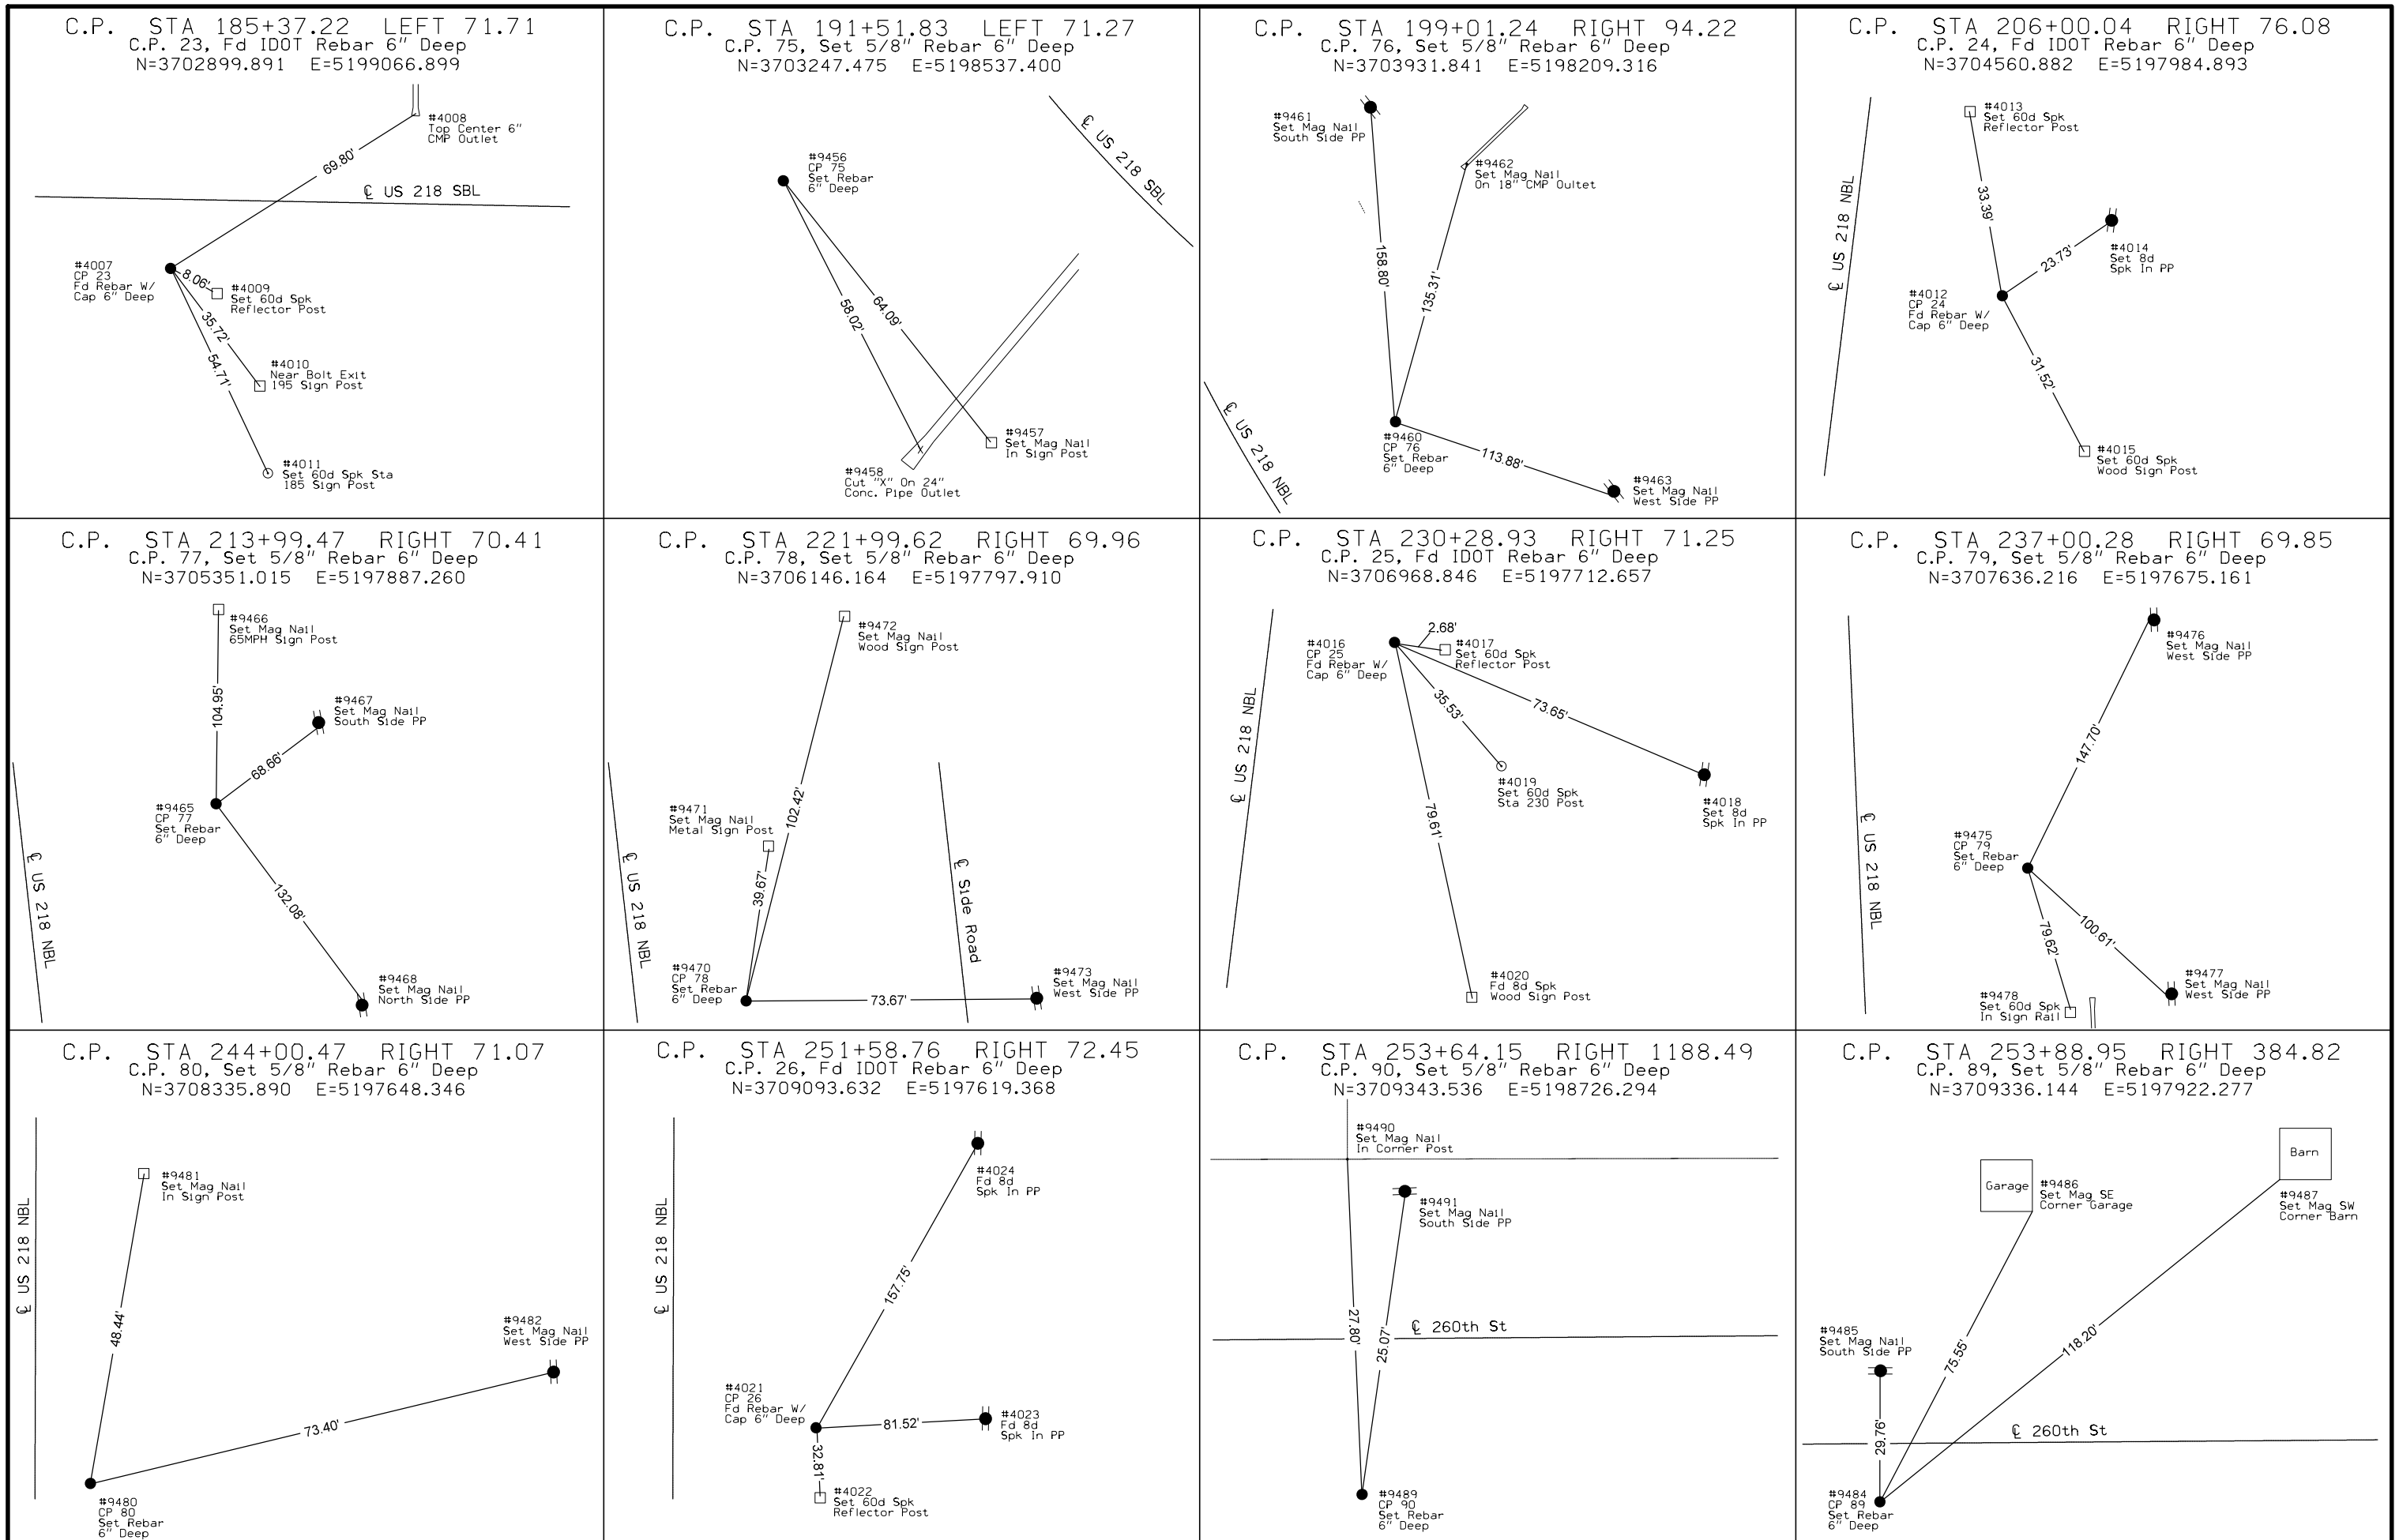 C.P. STA 185+37.22 LEFT 71.71
C.P. 23, Fd IDOT Rebar 6" Deep
N=3702899.891 E=5199066.899
#4008
Top Center 6"
CMP Outlet
69.80'
℄ US 218 SBL
#4007
CP 23
Fd Rebar W/
Cap 6" Deep
8.06'
#4009
Set 60d Spk
Reflector Post
35.72'
54.71'
#4010
Near Bolt Exit
195 Sign Post
#4011
Set 60d Spk Sta
185 Sign Post
C.P. STA 191+51.83 LEFT 71.27
C.P. 75, Set 5/8" Rebar 6" Deep
N=3703247.475 E=5198537.400
℄ US 218 SBL
#9456
CP 75
Set Rebar
6" Deep
58.02'
64.09'
#9457
Set Mag Nail
In Sign Post
#9458
Cut "X" On 24"
Conc. Pipe Outlet
C.P. STA 199+01.24 RIGHT 94.22
C.P. 76, Set 5/8" Rebar 6" Deep
N=3703931.841 E=5198209.316
#9461
Set Mag Nail
South Side PP
#9462
Set Mag Nail
On 18" CMP Oultet
158.80'
135.31'
℄ US 218 NBL
#9460
CP 76
Set Rebar
6" Deep
113.88'
#9463
Set Mag Nail
West Side PP
C.P. STA 206+00.04 RIGHT 76.08
C.P. 24, Fd IDOT Rebar 6" Deep
N=3704560.882 E=5197984.893
#4013
Set 60d Spk
Reflector Post
℄ US 218 NBL
33.39'
23.73'
#4014
Set 8d
Spk In PP
#4012
CP 24
Fd Rebar W/
Cap 6" Deep
31.52'
#4015
Set 60d Spk
Wood Sign Post
C.P. STA 213+99.47 RIGHT 70.41
C.P. 77, Set 5/8" Rebar 6" Deep
N=3705351.015 E=5197887.260
#9466
Set Mag Nail
65MPH Sign Post
104.95'
#9467
Set Mag Nail
South Side PP
68.66'
#9465
CP 77
Set Rebar
6" Deep
℄ US 218 NBL
132.08'
#9468
Set Mag Nail
North Side PP
C.P. STA 221+99.62 RIGHT 69.96
C.P. 78, Set 5/8" Rebar 6" Deep
N=3706146.164 E=5197797.910
#9472
Set Mag Nail
Wood Sign Post
#9471
Set Mag Nail
Metal Sign Post
102.42'
39.67'
℄ US 218 NBL
℄ Side Road
#9470
CP 78
Set Rebar
6" Deep
73.67'
#9473
Set Mag Nail
West Side PP
C.P. STA 230+28.93 RIGHT 71.25
C.P. 25, Fd IDOT Rebar 6" Deep
N=3706968.846 E=5197712.657
2.68'
#4016
CP 25
Fd Rebar W/
Cap 6" Deep
#4017
Set 60d Spk
Reflector Post
℄ US 218 NBL
35.53'
73.65'
79.61'
#4019
Set 60d Spk
Sta 230 Post
#4018
Set 8d
Spk In PP
#4020
Fd 8d Spk
Wood Sign Post
C.P. STA 237+00.28 RIGHT 69.85
C.P. 79, Set 5/8" Rebar 6" Deep
N=3707636.216 E=5197675.161
#9476
Set Mag Nail
West Side PP
147.70'
℄ US 218 NBL
#9475
CP 79
Set Rebar
6" Deep
79.62'
100.61'
#9477
Set Mag Nail
West Side PP
#9478
Set 60d Spk
In Sign Rail
C.P. STA 244+00.47 RIGHT 71.07
C.P. 80, Set 5/8" Rebar 6" Deep
N=3708335.890 E=5197648.346
℄ US 218 NBL
#9481
Set Mag Nail
In Sign Post
48.44'
#9482
Set Mag Nail
West Side PP
73.40'
#9480
CP 80
Set Rebar
6" Deep
C.P. STA 251+58.76 RIGHT 72.45
C.P. 26, Fd IDOT Rebar 6" Deep
N=3709093.632 E=5197619.368
℄ US 218 NBL
#4024
Fd 8d
Spk In PP
157.75'
#4021
CP 26
Fd Rebar W/
Cap 6" Deep
81.52'
#4023
Fd 8d
Spk In PP
32.81'
#4022
Set 60d Spk
Reflector Post
C.P. STA 253+64.15 RIGHT 1188.49
C.P. 90, Set 5/8" Rebar 6" Deep
N=3709343.536 E=5198726.294
#9490
Set Mag Nail
In Corner Post
#9491
Set Mag Nail
South Side PP
27.80'
25.07'
℄ 260th St
#9489
CP 90
Set Rebar
6" Deep
C.P. STA 253+88.95 RIGHT 384.82
C.P. 89, Set 5/8" Rebar 6" Deep
N=3709336.144 E=5197922.277
Barn
Garage
#9486
Set Mag SE
Corner Garage
#9487
Set Mag SW
Corner Barn
#9485
Set Mag Nail
South Side PP
75.55'
118.20'
29.76'
℄ 260th St
#9484
CP 89
Set Rebar
6" Deep